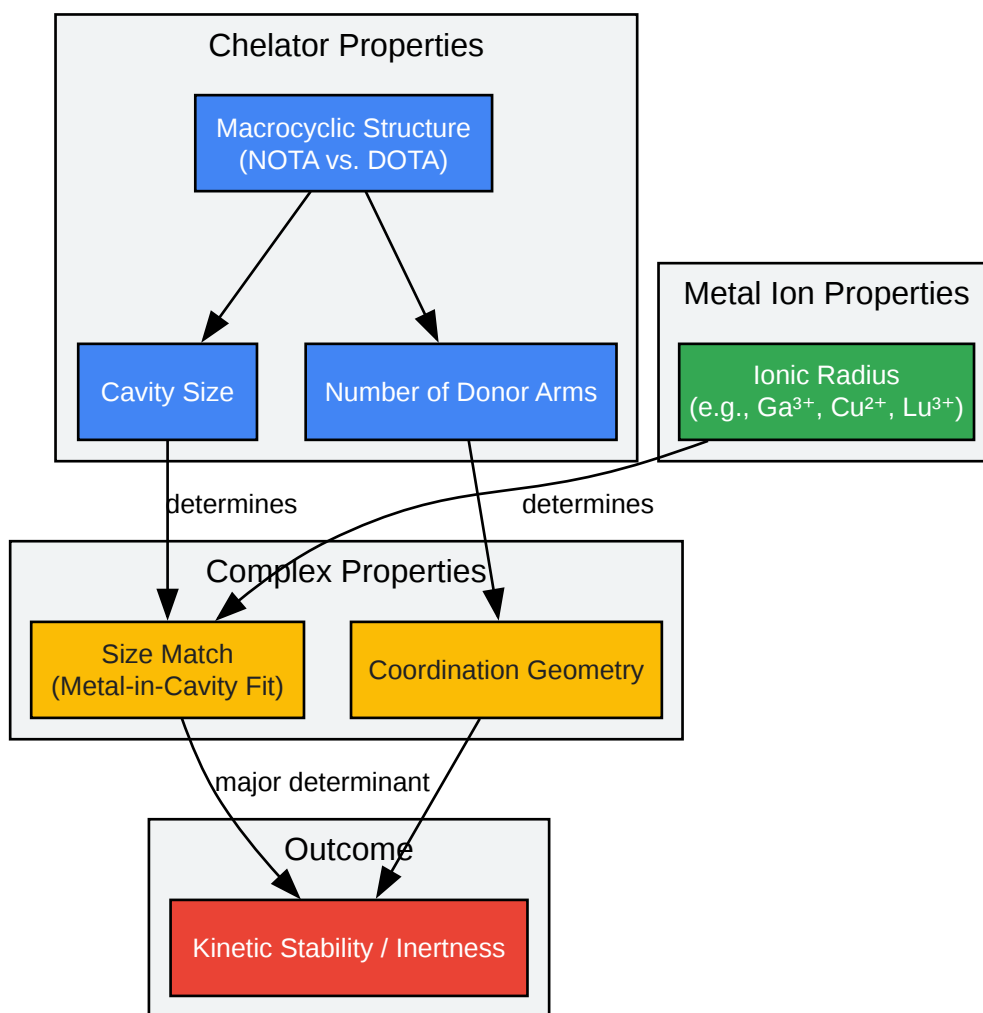 Chelator Properties
Macrocyclic Structure
(NOTA vs. DOTA)
Metal Ion Properties
Cavity Size
Number of Donor Arms
Ionic Radius
(e.g., Ga³⁺, Cu²⁺, Lu³⁺)
determines
determines
Complex Properties
Size Match
(Metal-in-Cavity Fit)
Coordination Geometry
major determinant
Outcome
Kinetic Stability / Inertness